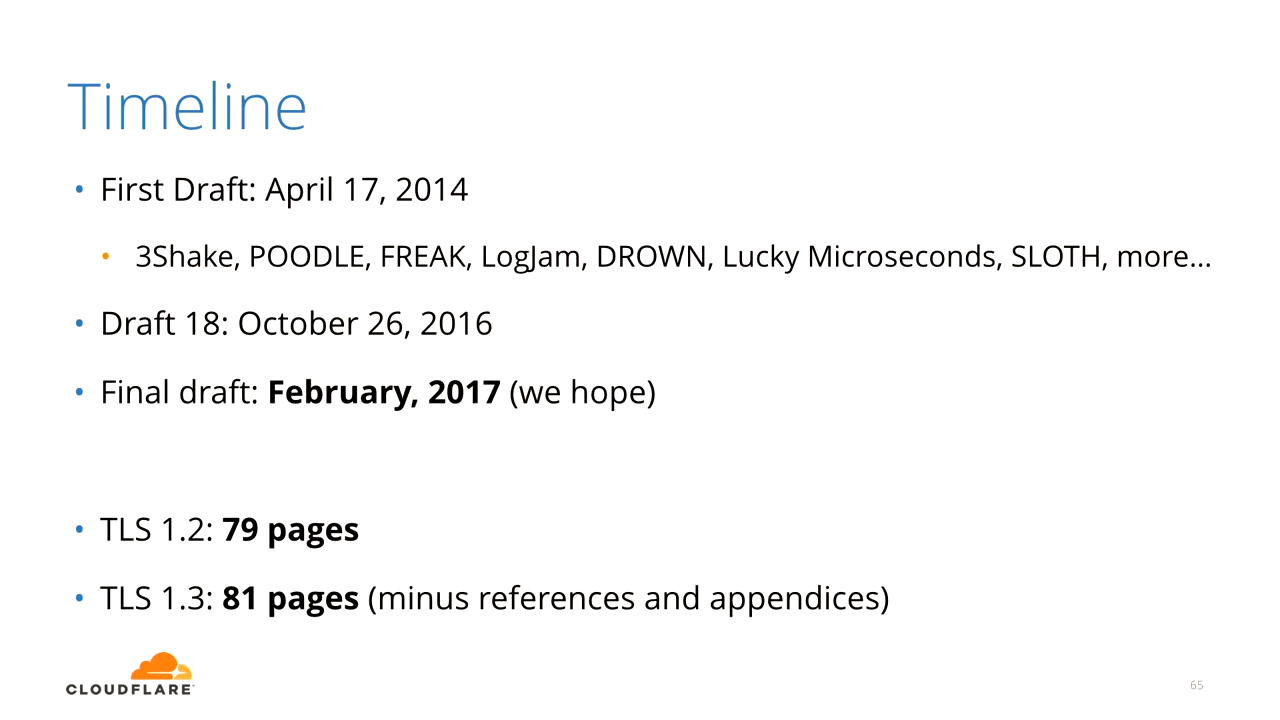 Timeline
• First Draft: April 17, 2014
• 3Shake, POODLE, FREAK, LogJam, DROWN, Lucky Microseconds, SLOTH, more...
• Draft 18: October 26, 2016
• Final draft: February, 2017 (we hope)
• TLS 1.2: 79 pages
• TLS 1.3: 81 pages (minus references and appendices)
CLOUDFLARE
65